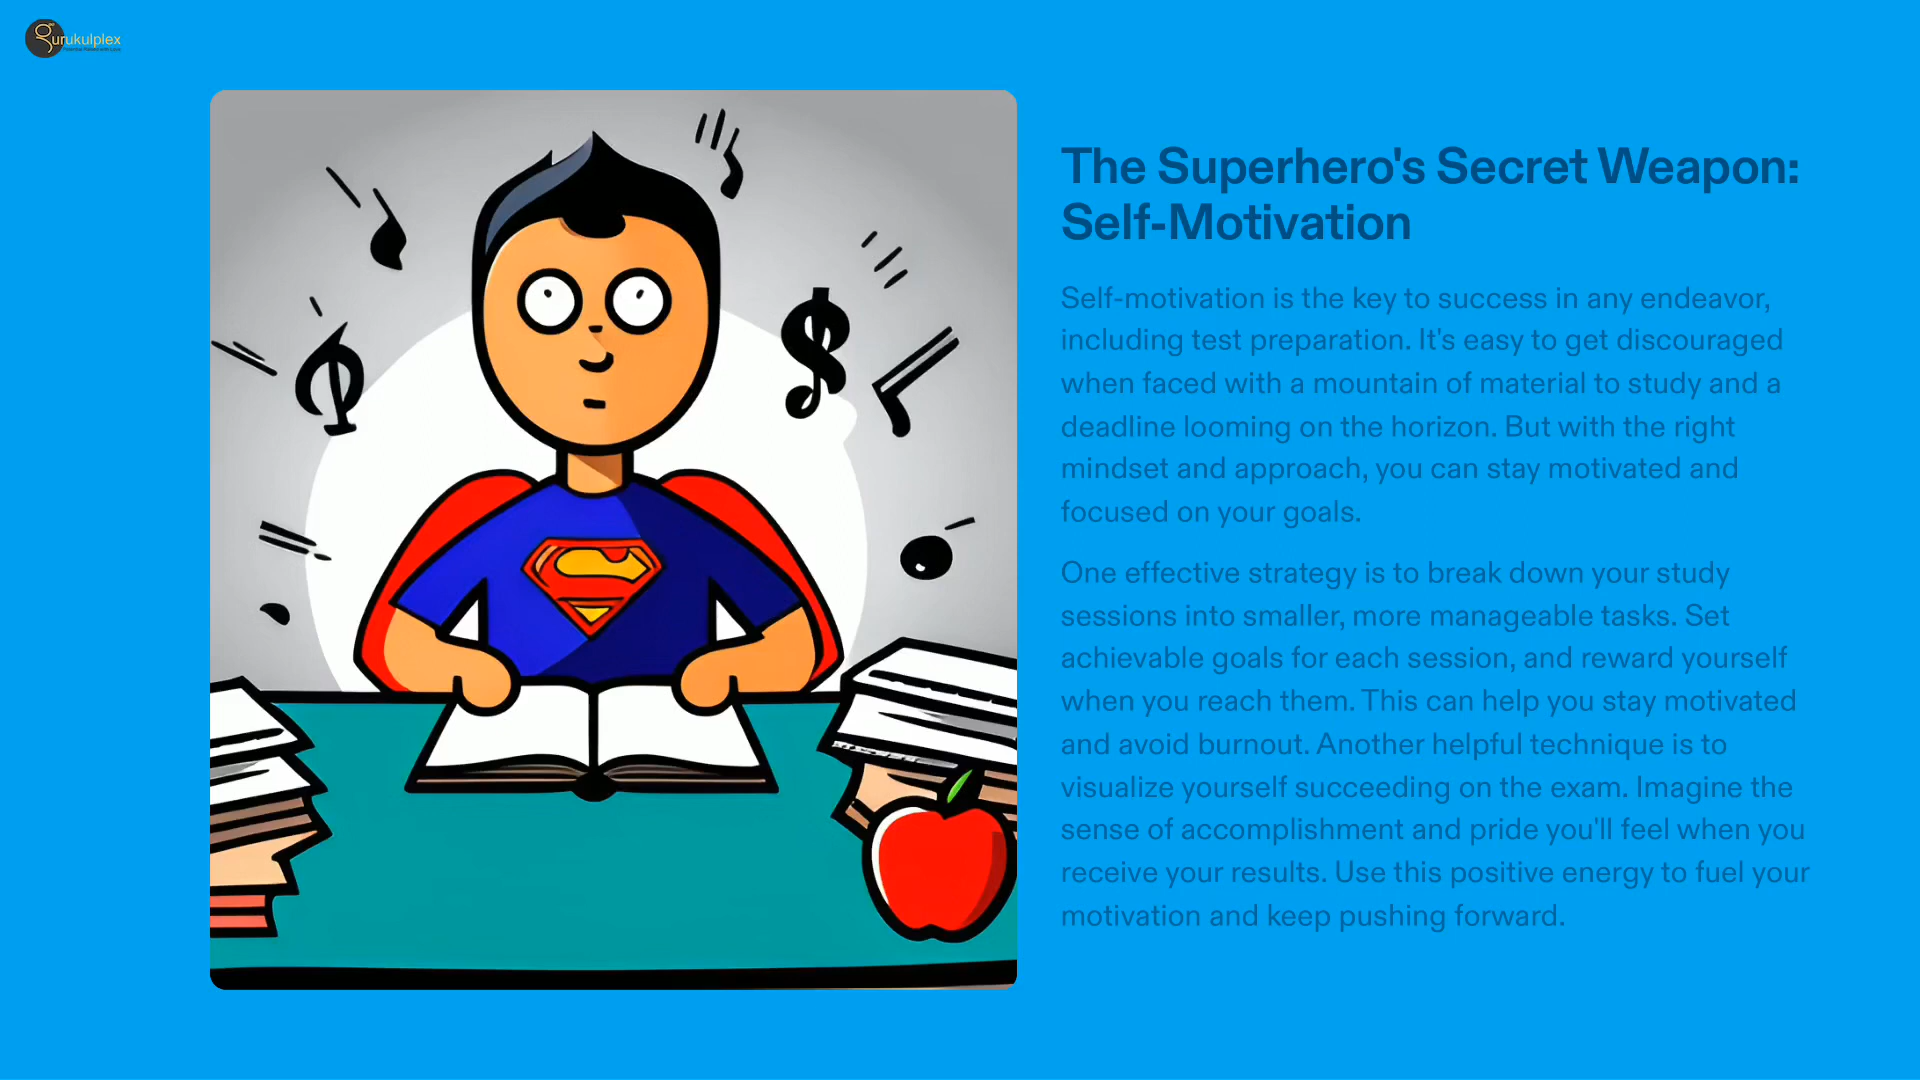 gurukulplex
The Superhero's Secret Weapon:
Self-Motivation
Self-motivation is the key to success in any endeavor,
including test preparation. It's easy to get discouraged
when faced with a mountain of material to study and a
deadline looming on the horizon. But with the right
mindset and approach, you can stay motivated and
focused on your goals.
One effective strategy is to break down your study
sessions into smaller, more manageable tasks. Set
achievable goals for each session, and reward yourself
when you reach them. This can help you stay motivated
and avoid burnout. Another helpful technique is to
visualize yourself succeeding on the exam. Imagine the
sense of accomplishment and pride you'll feel when you
receive your results. Use this positive energy to fuel your
motivation and keep pushing forward.